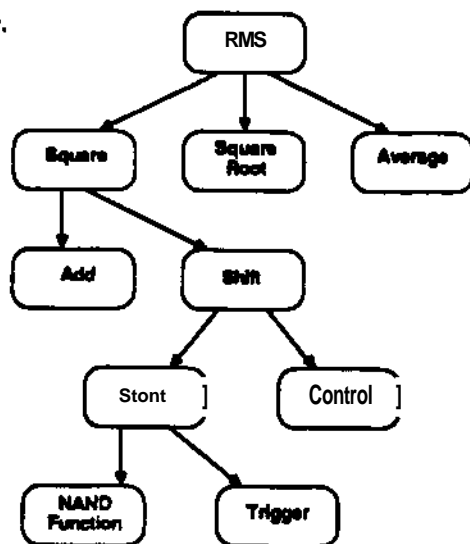 RMS
Square
Square
Root
Average
Add
Shift
Stont
Control
NAND
Function
Trigger